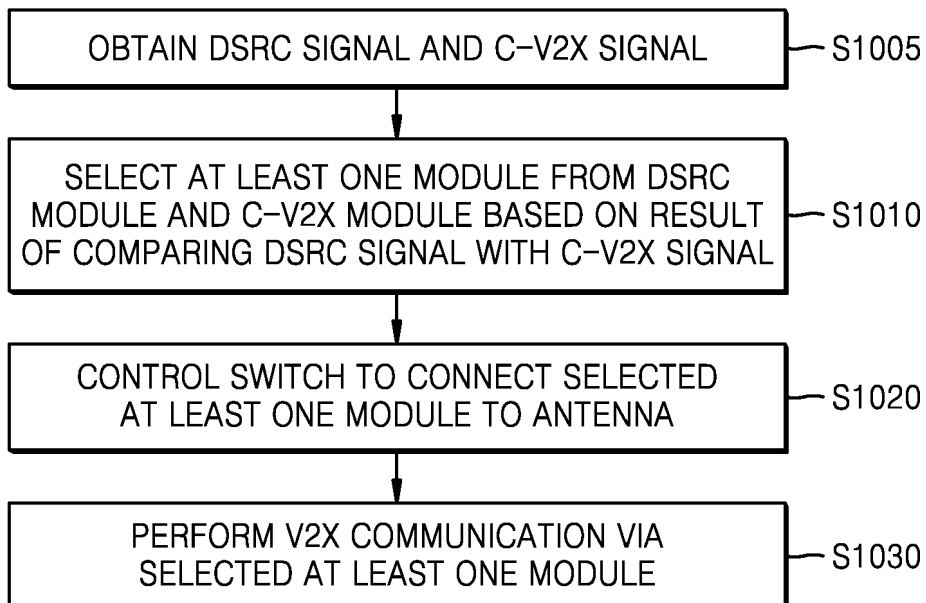 OBTAIN DSRC SIGNAL AND C-V2X SIGNAL
S1005
SELECT AT LEAST ONE MODULE FROM DSRC
MODULE AND C-V2X MODULE BASED ON RESULT
OF COMPARING DSRC SIGNAL WITH C-V2X SIGNAL
S1010
CONTROL SWITCH TO CONNECT SELECTED
AT LEAST ONE MODULE TO ANTENNA
S1020
PERFORM V2X COMMUNICATION VIA
SELECTED AT LEAST ONE MODULE
S1030